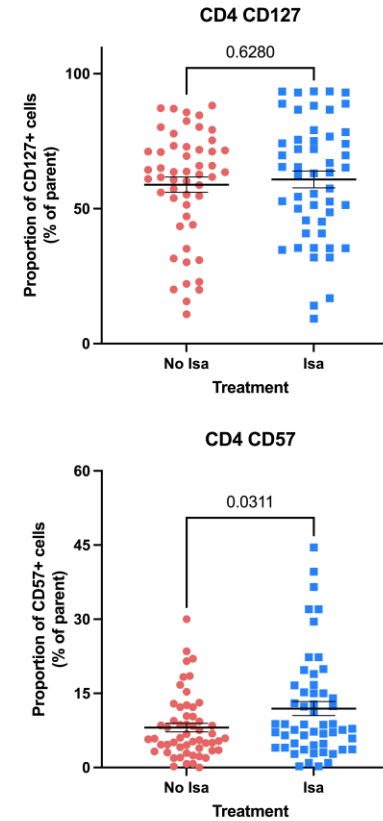 CD4 CD127
0.6280
100
50
0
Proportion of CD127+ cells
(% of parent)
No Isa
Isa
Treatment
CD4 CD57
60
0.0311
45
30
15
0
Proportion of CD57+ cells
(% of parent)
No Isa
Isa
Treatment